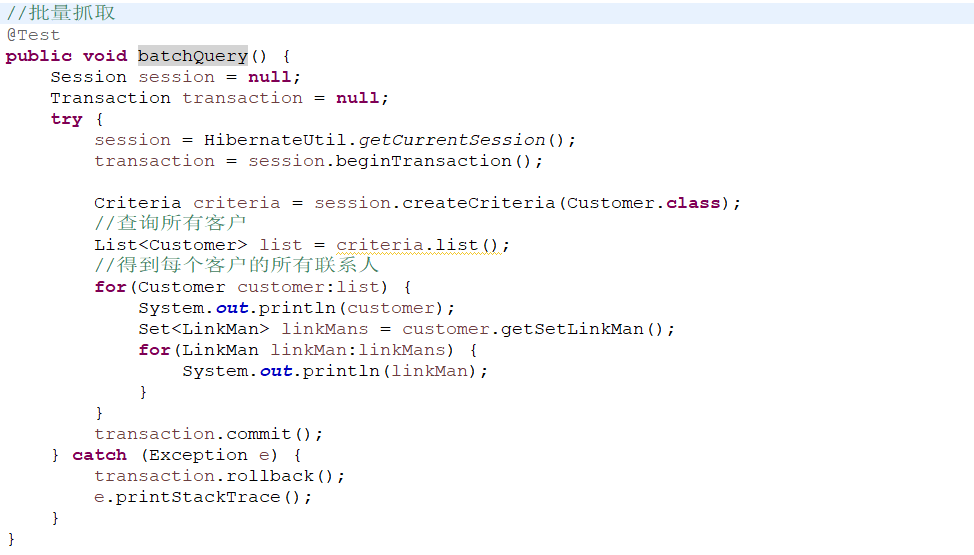 //批量抓取
@Test
public void batchQuery() {
    Session session = null;
    Transaction transaction = null;
    try {
        session = HibernateUtil.getCurrentSession();
        transaction = session.beginTransaction();

        Criteria criteria = session.createCriteria(Customer.class);
        //查询所有客户
        List<Customer> list = criteria.list();
        //得到每个客户的所有联系人
        for(Customer customer:list) {
            System.out.println(customer);
            Set<LinkMan> linkMans = customer.getSetLinkMan();
            for(LinkMan linkMan:linkMans) {
                System.out.println(linkMan);
            }
        }
        transaction.commit();
    } catch (Exception e) {
        transaction.rollback();
        e.printStackTrace();
    }
}